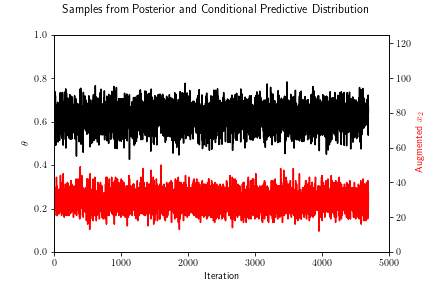 Samples from Posterior and Conditional Predictive Distribution
1.0
0.8
0.6
0.4
0.2
0.0
θ
120
100
80
60
40
20
0
Augmented x₂
0 1000 2000 3000 4000 5000
Iteration